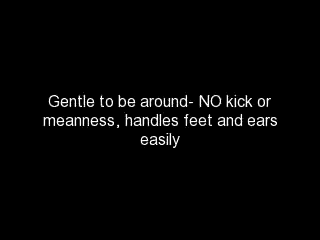 Gentle to be around- NO kick or
meanness, handles feet and ears
easily